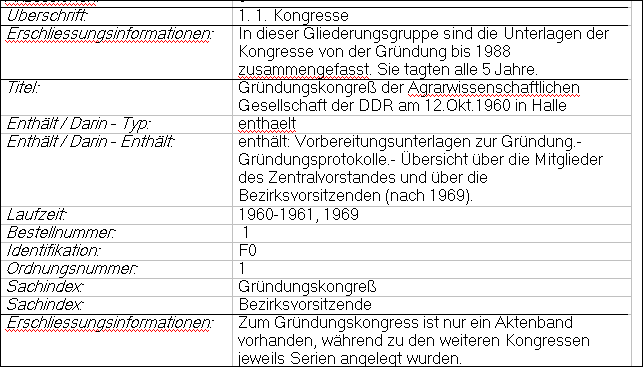 Überschrift: 1. 1. Kongresse
Erschliessungsinformationen: In dieser Gliederungsgruppe sind die Unterlagen der
Kongresse von der Gründung bis 1988
zusammengefasst. Sie tagten alle 5 Jahre.
Titel: Gründungskongreß der Agrarwissenschaftlichen
Gesellschaft der DDR am 12.Okt.1960 in Halle
Enthält / Darin - Typ: enthaelt
Enthält / Darin - Enthält: enthält: Vorbereitungsunterlagen zur Gründung.-
Gründungsprotokolle.- Übersicht über die Mitglieder
des Zentralvorstandes und über die
Bezirksvorsitzenden (nach 1969).
Laufzeit: 1960-1961, 1969
Bestellnummer: 1
Identifikation: F0
Ordnungsnummer: 1
Sachindex: Gründungskongreß
Sachindex: Bezirksvorsitzende
Erschliessungsinformationen: Zum Gründungskongress ist nur ein Aktenband
vorhanden, während zu den weiteren Kongressen
jeweils Serien angelegt wurden.